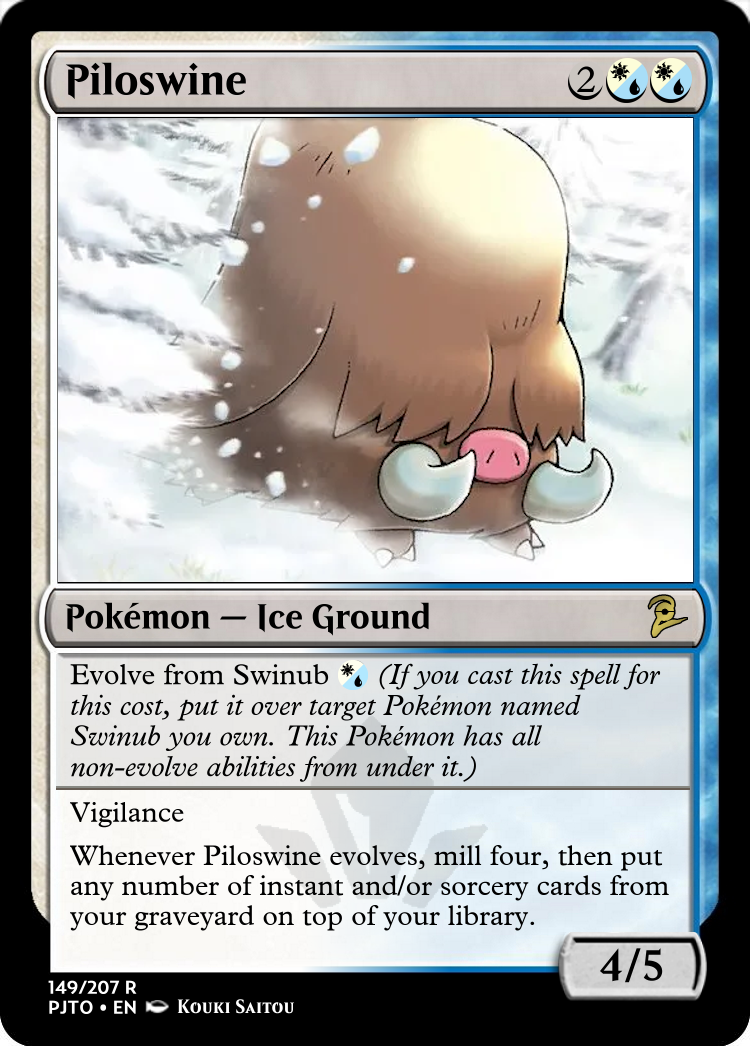 Piloswine 2
Pokémon — Ice Ground
Evolve from Swinub (If you cast this spell for
this cost, put it over target Pokémon named
Swinub you own. This Pokémon has all
non-evolve abilities from under it.)
Vigilance
Whenever Piloswine evolves, mill four, then put
any number of instant and/or sorcery cards from
your graveyard on top of your library.
4/5
149/207 R
PJTO • EN Kouki Saitou